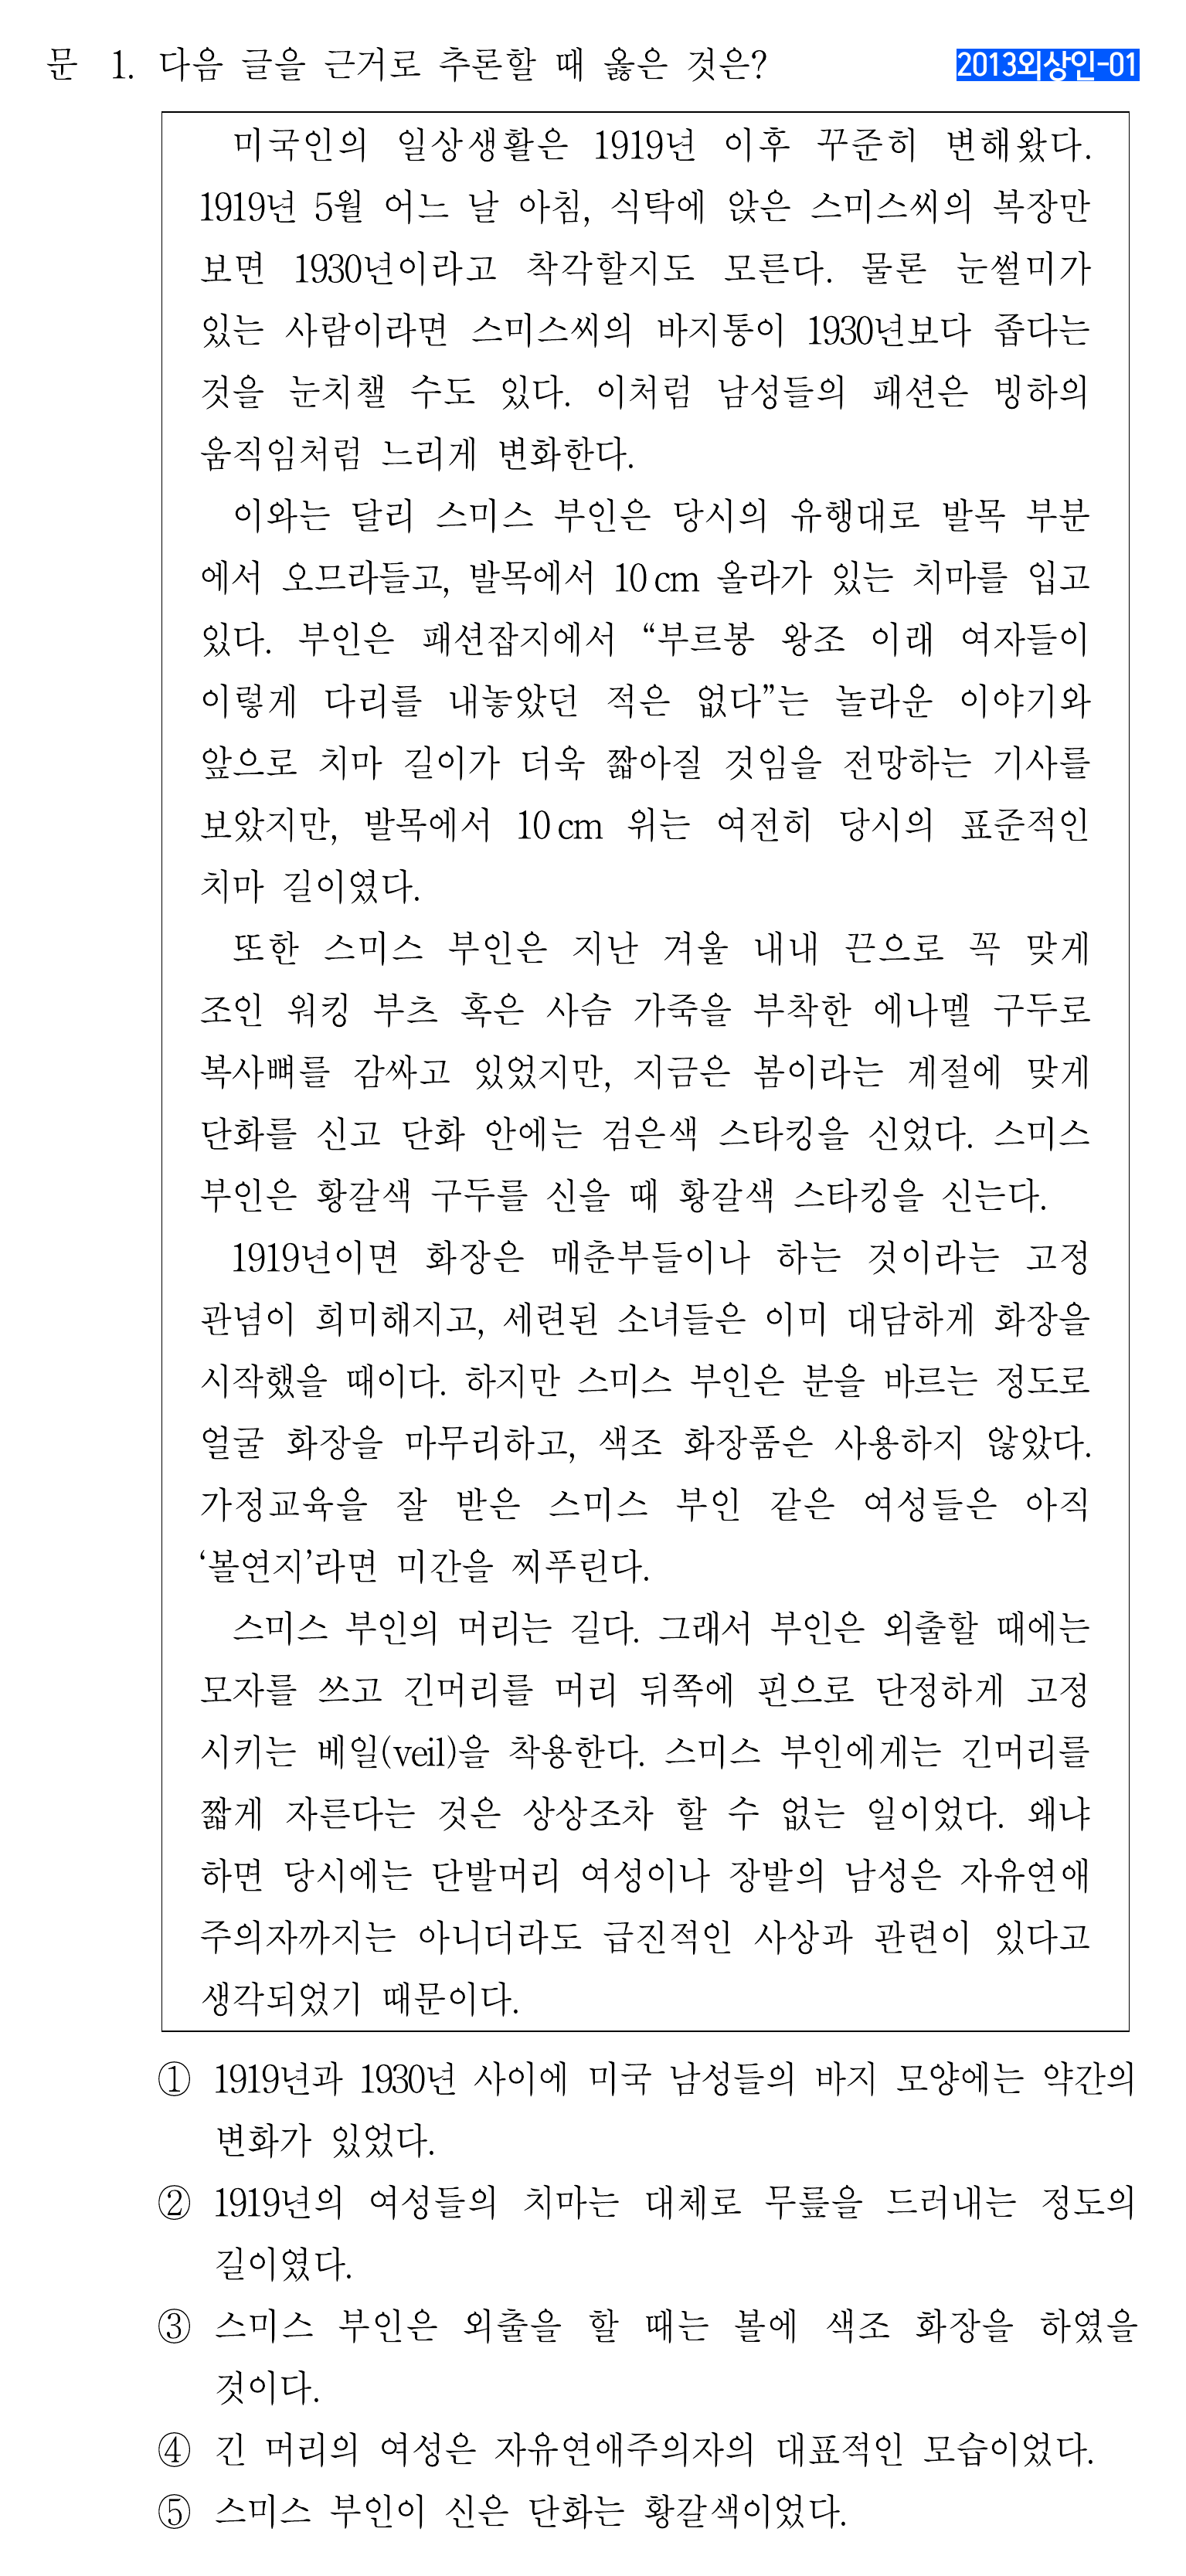 문 1. 다음 글을 근거로 추론할 때 옳은 것은?
2013외상인-01
미국인의 일상생활은 1919년 이후 꾸준히 변해왔다.
1919년 5월 어느 날 아침, 식탁에 앉은 스미스씨의 복장만
보면 1930년이라고 착각할지도 모른다. 물론 눈썰미가
있는 사람이라면 스미스씨의 바지통이 1930년보다 좁다는
것을 눈치챌 수도 있다. 이처럼 남성들의 패션은 빙하의
움직임처럼 느리게 변화한다.
이와는 달리 스미스 부인은 당시의 유행대로 발목 부분
에서 오므라들고, 발목에서 10 cm 올라가 있는 치마를 입고
있다. 부인은 패션잡지에서 “부르봉 왕조 이래 여자들이
이렇게 다리를 내놓았던 적은 없다”는 놀라운 이야기와
앞으로 치마 길이가 더욱 짧아질 것임을 전망하는 기사를
보았지만, 발목에서 10 cm 위는 여전히 당시의 표준적인
치마 길이였다.
또한 스미스 부인은 지난 겨울 내내 끈으로 꼭 맞게
조인 워킹 부츠 혹은 사슴 가죽을 부착한 에나멜 구두로
복사뼈를 감싸고 있었지만, 지금은 봄이라는 계절에 맞게
단화를 신고 단화 안에는 검은색 스타킹을 신었다. 스미스
부인은 황갈색 구두를 신을 때 황갈색 스타킹을 신는다.
1919년이면 화장은 매춘부들이나 하는 것이라는 고정
관념이 희미해지고, 세련된 소녀들은 이미 대담하게 화장을
시작했을 때이다. 하지만 스미스 부인은 분을 바르는 정도로
얼굴 화장을 마무리하고, 색조 화장품은 사용하지 않았다.
가정교육을 잘 받은 스미스 부인 같은 여성들은 아직
‘볼연지’라면 미간을 찌푸린다.
스미스 부인의 머리는 길다. 그래서 부인은 외출할 때에는
모자를 쓰고 긴머리를 머리 뒤쪽에 핀으로 단정하게 고정
시키는 베일(veil)을 착용한다. 스미스 부인에게는 긴머리를
짧게 자른다는 것은 상상조차 할 수 없는 일이었다. 왜냐
하면 당시에는 단발머리 여성이나 장발의 남성은 자유연애
주의자까지는 아니더라도 급진적인 사상과 관련이 있다고
생각되었기 때문이다.
① 1919년과 1930년 사이에 미국 남성들의 바지 모양에는 약간의
변화가 있었다.
② 1919년의 여성들의 치마는 대체로 무릎을 드러내는 정도의
길이였다.
③ 스미스 부인은 외출을 할 때는 볼에 색조 화장을 하였을
것이다.
④ 긴 머리의 여성은 자유연애주의자의 대표적인 모습이었다.
⑤ 스미스 부인이 신은 단화는 황갈색이었다.